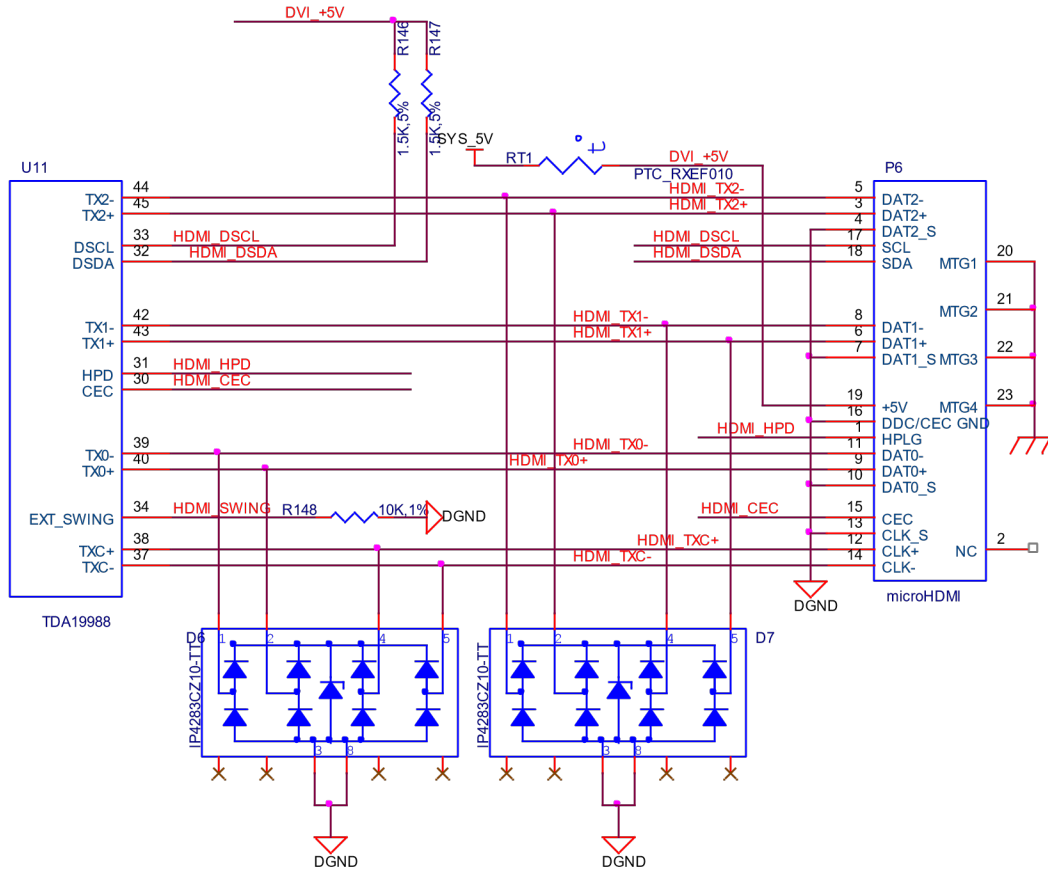 DVI_+5V
R146
R147
1.5K,5%
1.5K,5%
SYS_5V
RT1
t
DVI_+5V
PTC_RXEF010
U11
P6
44
TX2-
HDMI_TX2-
5
DAT2-
45
TX2+
HDMI_TX2+
3
DAT2+
4
DAT2_S
33
DSCL
HDMI_DSCL
HDMI_DSCL
17
SCL
32
DSDA
HDMI_DSDA
HDMI_DSDA
18
SDA
MTG1
20
MTG2
21
42
TX1-
HDMI_TX1-
8
DAT1-
43
TX1+
HDMI_TX1+
6
DAT1+
7
DAT1_S
MTG3
22
31
HPD
HDMI_HPD
30
CEC
HDMI_CEC
19
+5V
MTG4
23
16
DDC/CEC GND
HDMI_HPD
1
HPLG
39
TX0-
HDMI_TX0-
11
DAT0-
40
TX0+
HDMI_TX0+
9
DAT0+
10
DAT0_S
34
EXT_SWING
HDMI_SWING
R148
10K,1%
DGND
HDMI_CEC
15
CEC
13
CLK_S
38
TXC+
HDMI_TXC+
12
CLK+
NC
2
37
TXC-
HDMI_TXC-
14
CLK-
TDA19988
DGND
microHDMI
D6
1
2
4
5
IP4283CZ10-TT
3
8
DGND
D7
1
2
4
5
IP4283CZ10-TT
3
8
DGND